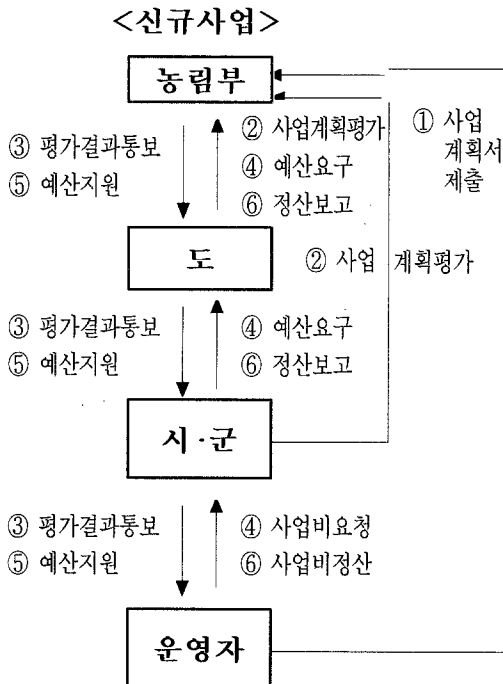 <신규사업>
농림부
③ 평가결과통보
⑤ 예산지원
② 사업계획평가
④ 예산요구
⑥ 정산보고
① 사업
계획서
제출
도
② 사업 계획평가
③ 평가결과통보
⑤ 예산지원
④ 예산요구
⑥ 정산보고
시·군
③ 평가결과통보
⑤ 예산지원
④ 사업비요청
⑥ 사업비정산
운영자